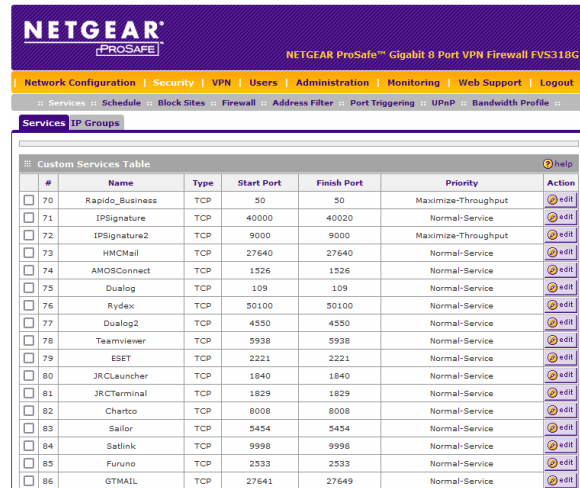 NETGEAR®
PROSAFE
NETGEAR ProSafe™ Gigabit 8 Port VPN Firewall FVS318G
Network Configuration | Security | VPN | Users | Administration | Monitoring | Web Support | Logout
:: Services :: Schedule :: Block Sites :: Firewall :: Address Filter :: Port Triggering :: UPnP :: Bandwidth Profile ::
Services IP Groups
Custom Services Table ? help
# Name Type Start Port Finish Port Priority Action
70 Rapido_Business TCP 50 50 Maximize-Throughput edit
71 IPSignature TCP 40000 40020 Normal-Service edit
72 IPSignature2 TCP 9000 9000 Maximize-Throughput edit
73 HMCMail TCP 27640 27640 Normal-Service edit
74 AMOSConnect TCP 1526 1526 Normal-Service edit
75 Dualog TCP 109 109 Normal-Service edit
76 Rydex TCP 50100 50100 Normal-Service edit
77 Dualog2 TCP 4550 4550 Normal-Service edit
78 Teamviewer TCP 5938 5938 Normal-Service edit
79 ESET TCP 2221 2221 Normal-Service edit
80 JRCLauncher TCP 1840 1840 Normal-Service edit
81 JRCTerminal TCP 1829 1829 Normal-Service edit
82 Chartco TCP 8008 8008 Normal-Service edit
83 Sailor TCP 5454 5454 Normal-Service edit
84 Satlink TCP 9998 9998 Normal-Service edit
85 Furuno TCP 2533 2533 Normal-Service edit
86 GTMAIL TCP 27641 27649 Normal-Service edit